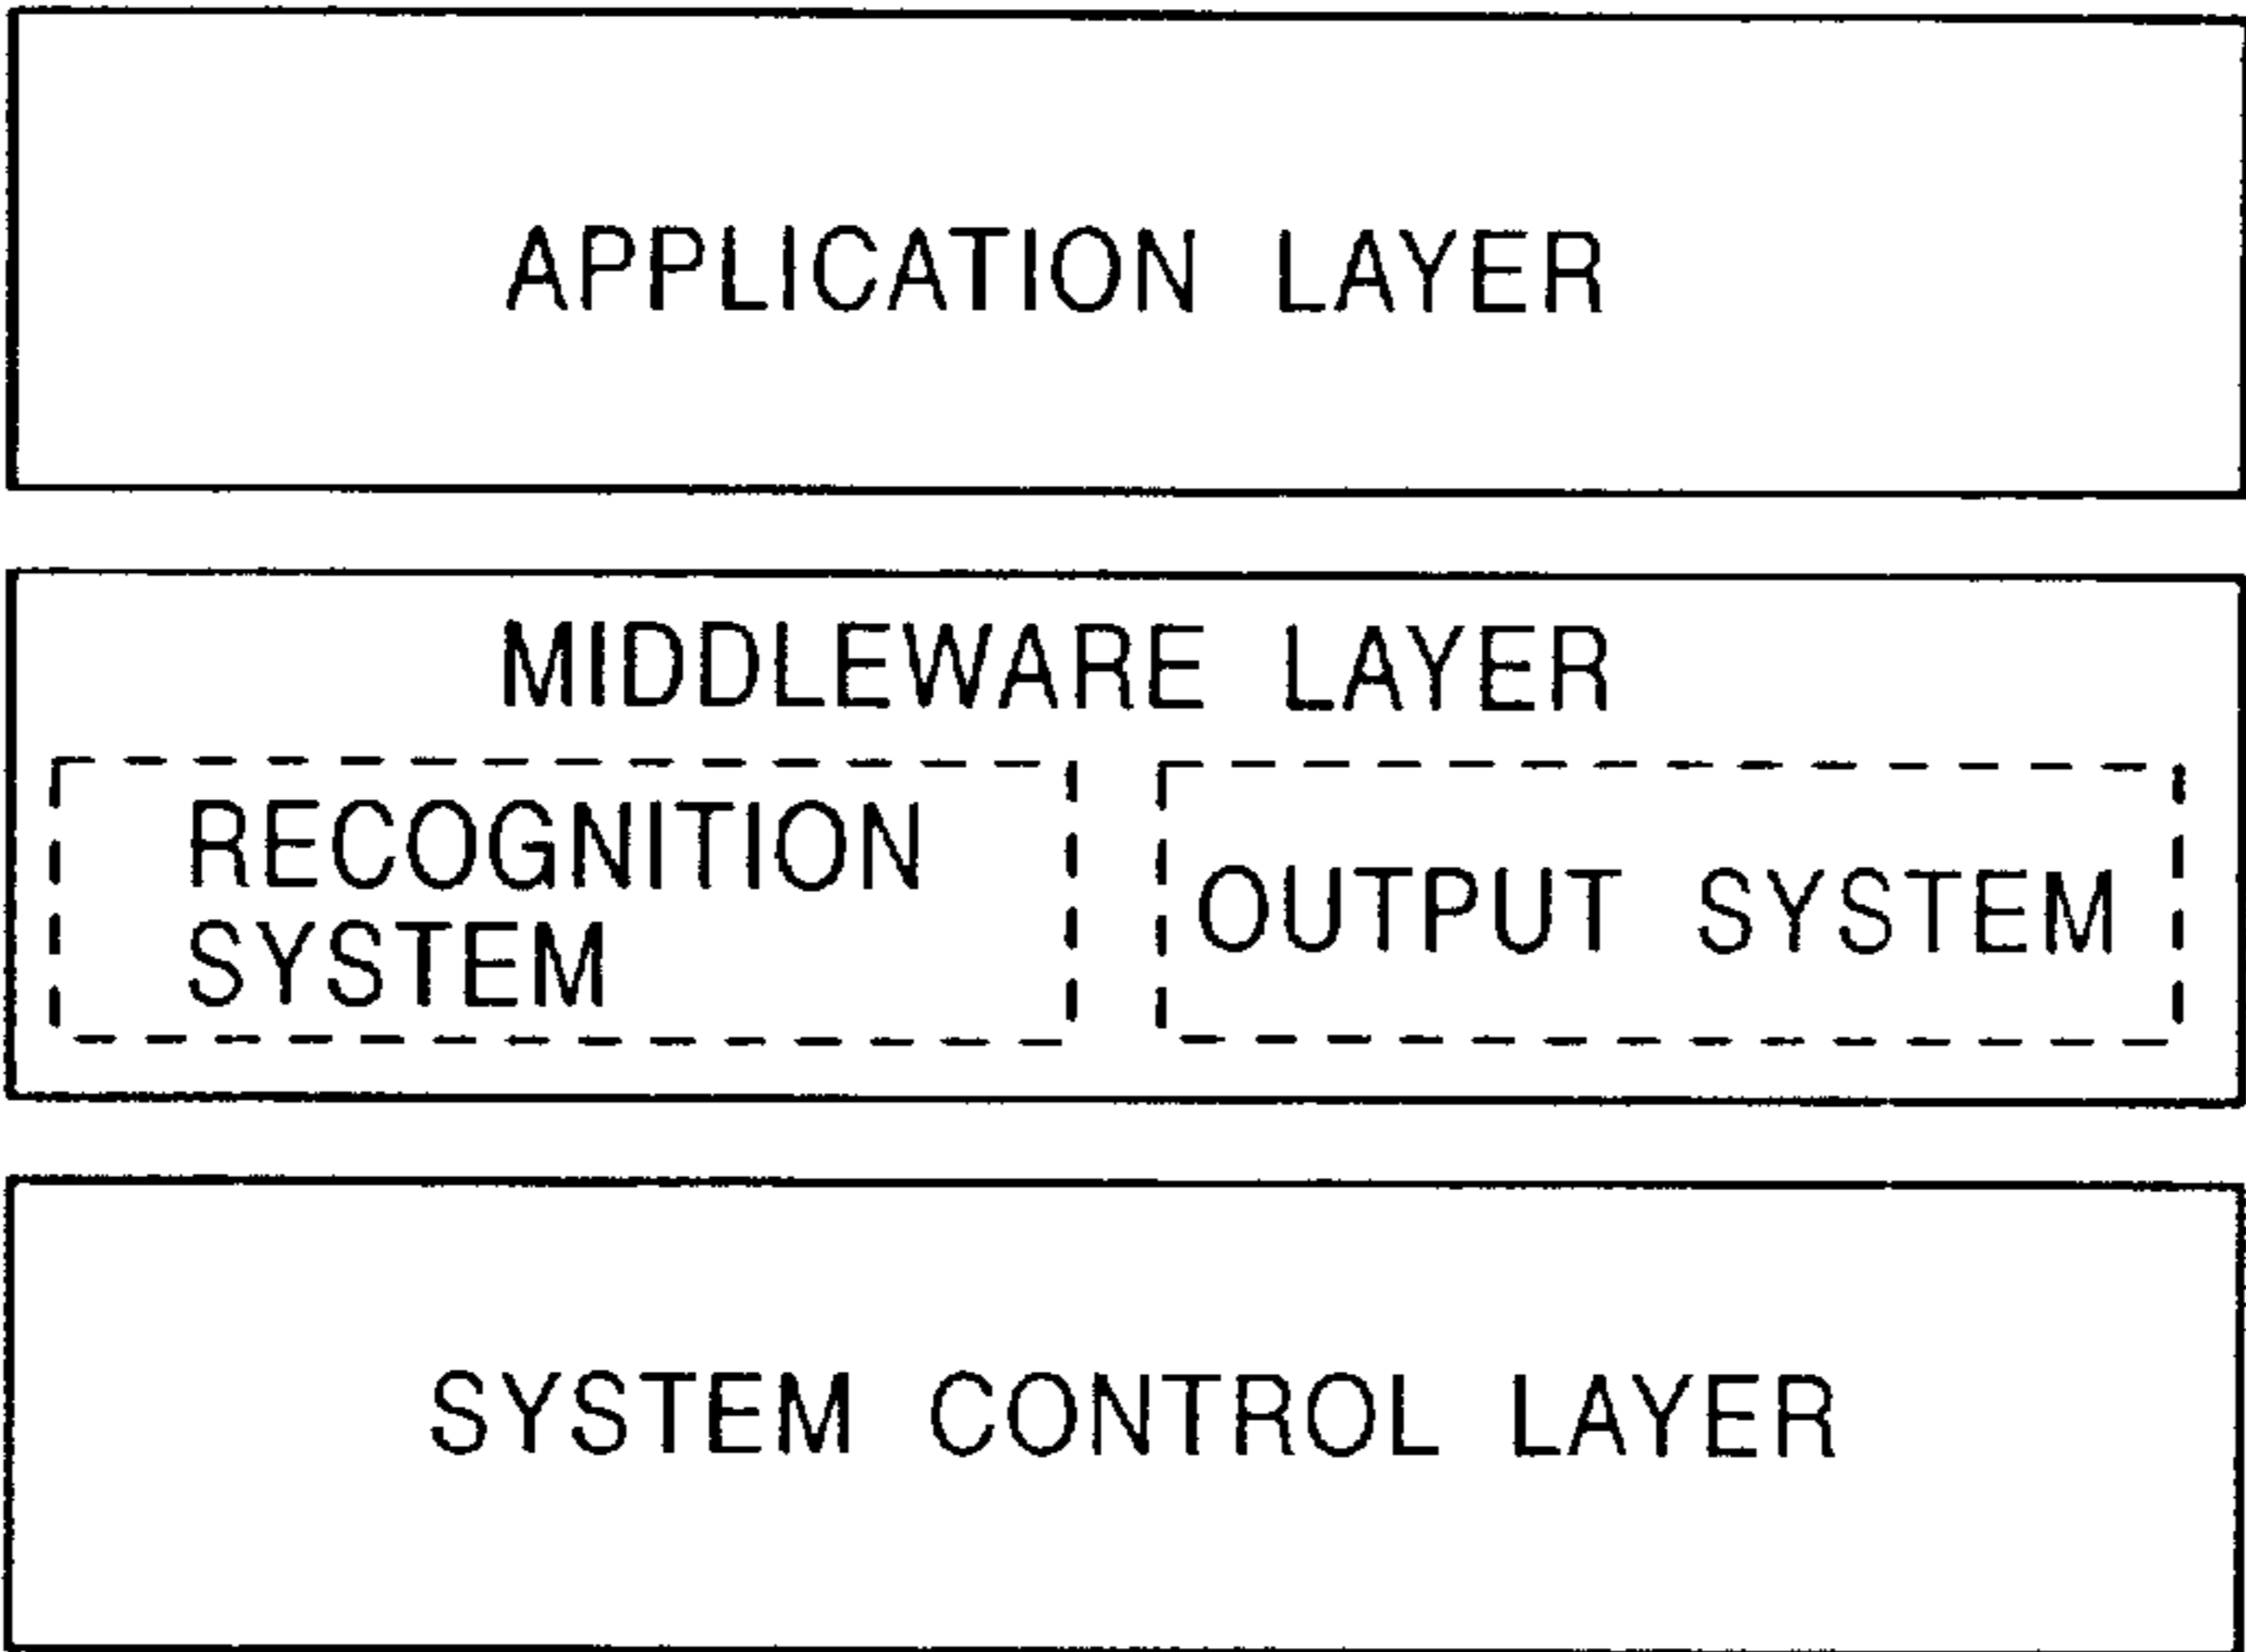 APPLICATION LAYER
MIDDLEWARE LAYER
RECOGNITION
SYSTEM
OUTPUT SYSTEM
SYSTEM CONTROL LAYER